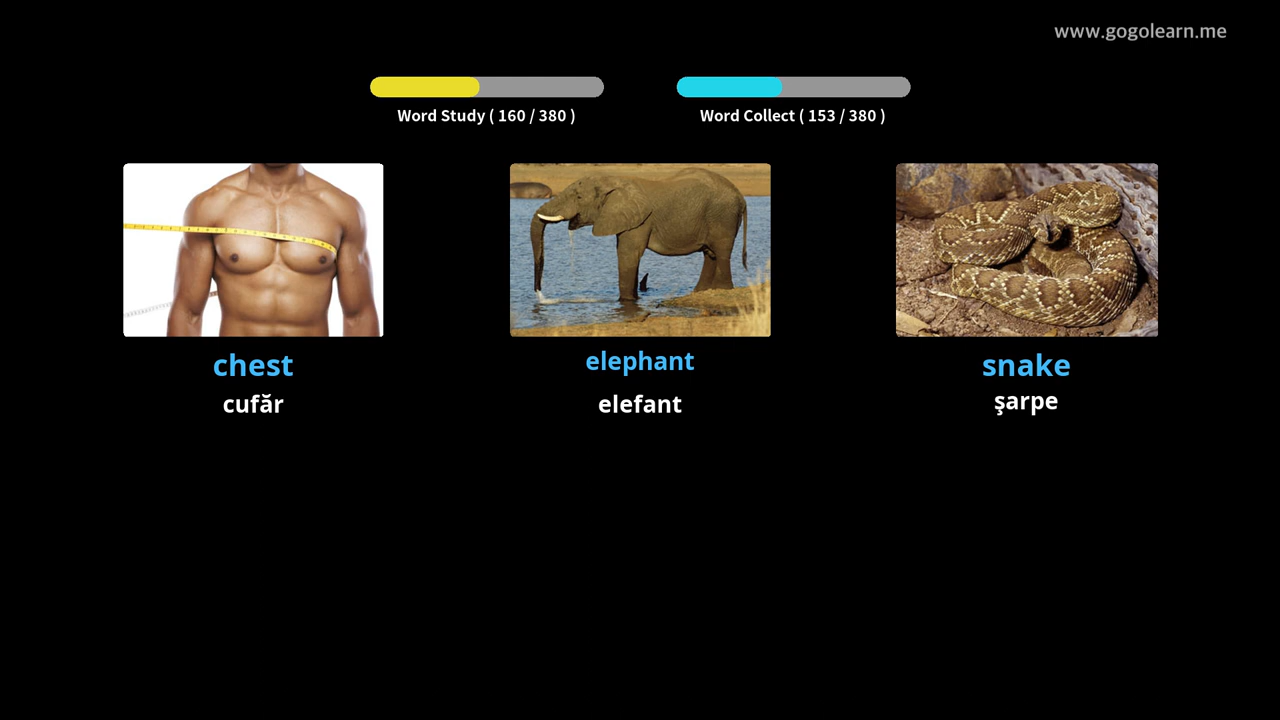 www.gogolearn.me
Word Study ( 160 / 380 )
Word Collect ( 153 / 380 )
chest
elephant
snake
cufăr
elefant
şarpe